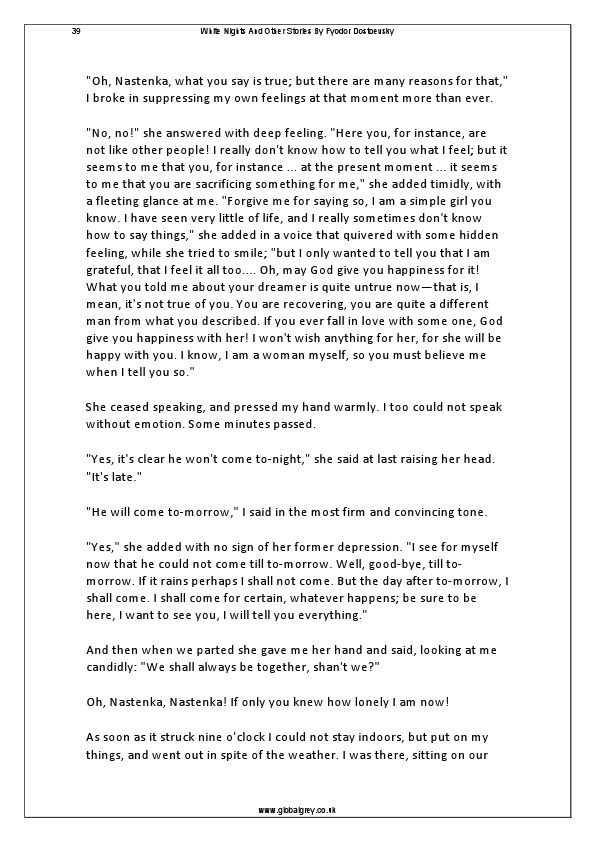 39
White Nights And Other Stories By Fyodor Dostoevsky
"Oh, Nastenka, what you say is true; but there are many reasons for that,"
I broke in suppressing my own feelings at that moment more than ever.
"No, no!" she answered with deep feeling. "Here you, for instance, are
not like other people! I really don't know how to tell you what I feel; but it
seems to me that you, for instance ... at the present moment ... it seems
to me that you are sacrificing something for me," she added timidly, with
a fleeting glance at me. "Forgive me for saying so, I am a simple girl you
know. I have seen very little of life, and I really sometimes don't know
how to say things," she added in a voice that quivered with some hidden
feeling, while she tried to smile; "but I only wanted to tell you that I am
grateful, that I feel it all too.... Oh, may God give you happiness for it!
What you told me about your dreamer is quite untrue now—that is, I
mean, it's not true of you. You are recovering, you are quite a different
man from what you described. If you ever fall in love with some one, God
give you happiness with her! I won't wish anything for her, for she will be
happy with you. I know, I am a woman myself, so you must believe me
when I tell you so."
She ceased speaking, and pressed my hand warmly. I too could not speak
without emotion. Some minutes passed.
"Yes, it's clear he won't come to-night," she said at last raising her head.
"It's late."
"He will come to-morrow," I said in the most firm and convincing tone.
"Yes," she added with no sign of her former depression. "I see for myself
now that he could not come till to-morrow. Well, good-bye, till to-
morrow. If it rains perhaps I shall not come. But the day after to-morrow, I
shall come. I shall come for certain, whatever happens; be sure to be
here, I want to see you, I will tell you everything."
And then when we parted she gave me her hand and said, looking at me
candidly: "We shall always be together, shan't we?"
Oh, Nastenka, Nastenka! If only you knew how lonely I am now!
As soon as it struck nine o'clock I could not stay indoors, but put on my
things, and went out in spite of the weather. I was there, sitting on our
www.globalgrey.co.uk